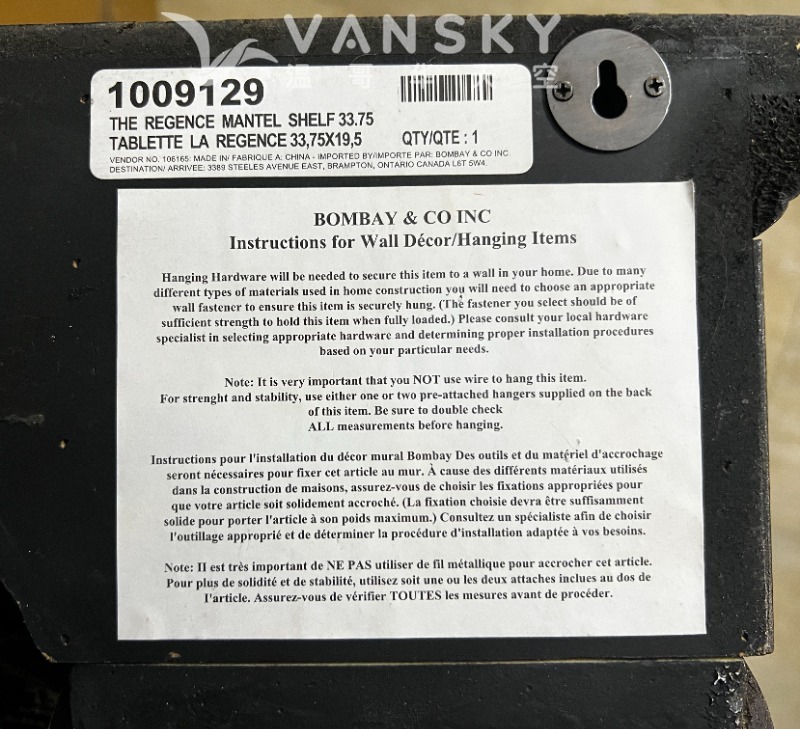 VANSKY
温哥华天空
1009129
THE REGENCE MANTEL SHELF 33.75
TABLETTE LA REGENCE 33,75X19,5 QTY/QTE : 1
VENDOR NO. 106165: MADE IN/ FABRIQUE A: CHINA - IMPORTED BY/IMPORTE PAR: BOMBAY & CO INC
DESTINATION/ ARRIVEE: 3389 STEELES AVENUE EAST, BRAMPTON, ONTARIO CANADA L6T 5W4.
BOMBAY & CO INC
Instructions for Wall Décor/Hanging Items
Hanging Hardware will be needed to secure this item to a wall in your home. Due to many
different types of materials used in home construction you will need to choose an appropriate
wall fastener to ensure this item is securely hung. (The fastener you select should be of
sufficient strength to hold this item when fully loaded.) Please consult your local hardware
specialist in selecting appropriate hardware and determining proper installation procedures
based on your particular needs.
Note: It is very important that you NOT use wire to hang this item.
For strenght and stability, use either one or two pre-attached hangers supplied on the back
of this item. Be sure to double check
ALL measurements before hanging.
Instructions pour l'installation du décor mural Bombay Des outils et du matériel d'accrochage
seront nécessaires pour fixer cet article au mur. À cause des différents matériaux utilisés
dans la construction de maisons, assurez-vous de choisir les fixations appropriées pour
que votre article soit solidement accroché. (La fixation choisie devra être suffisamment
solide pour porter l'article à son poids maximum.) Consultez un spécialiste afin de choisir
l'outillage approprié et de déterminer la procédure d'installation adaptée à vos besoins.
Note: II est très important de NE PAS utiliser de fil métallique pour accrocher cet article.
Pour plus de solidité et de stabilité, utilisez soit une ou les deux attaches inclues au dos de
l'article. Assurez-vous de vérifier TOUTES les mesures avant de procéder.